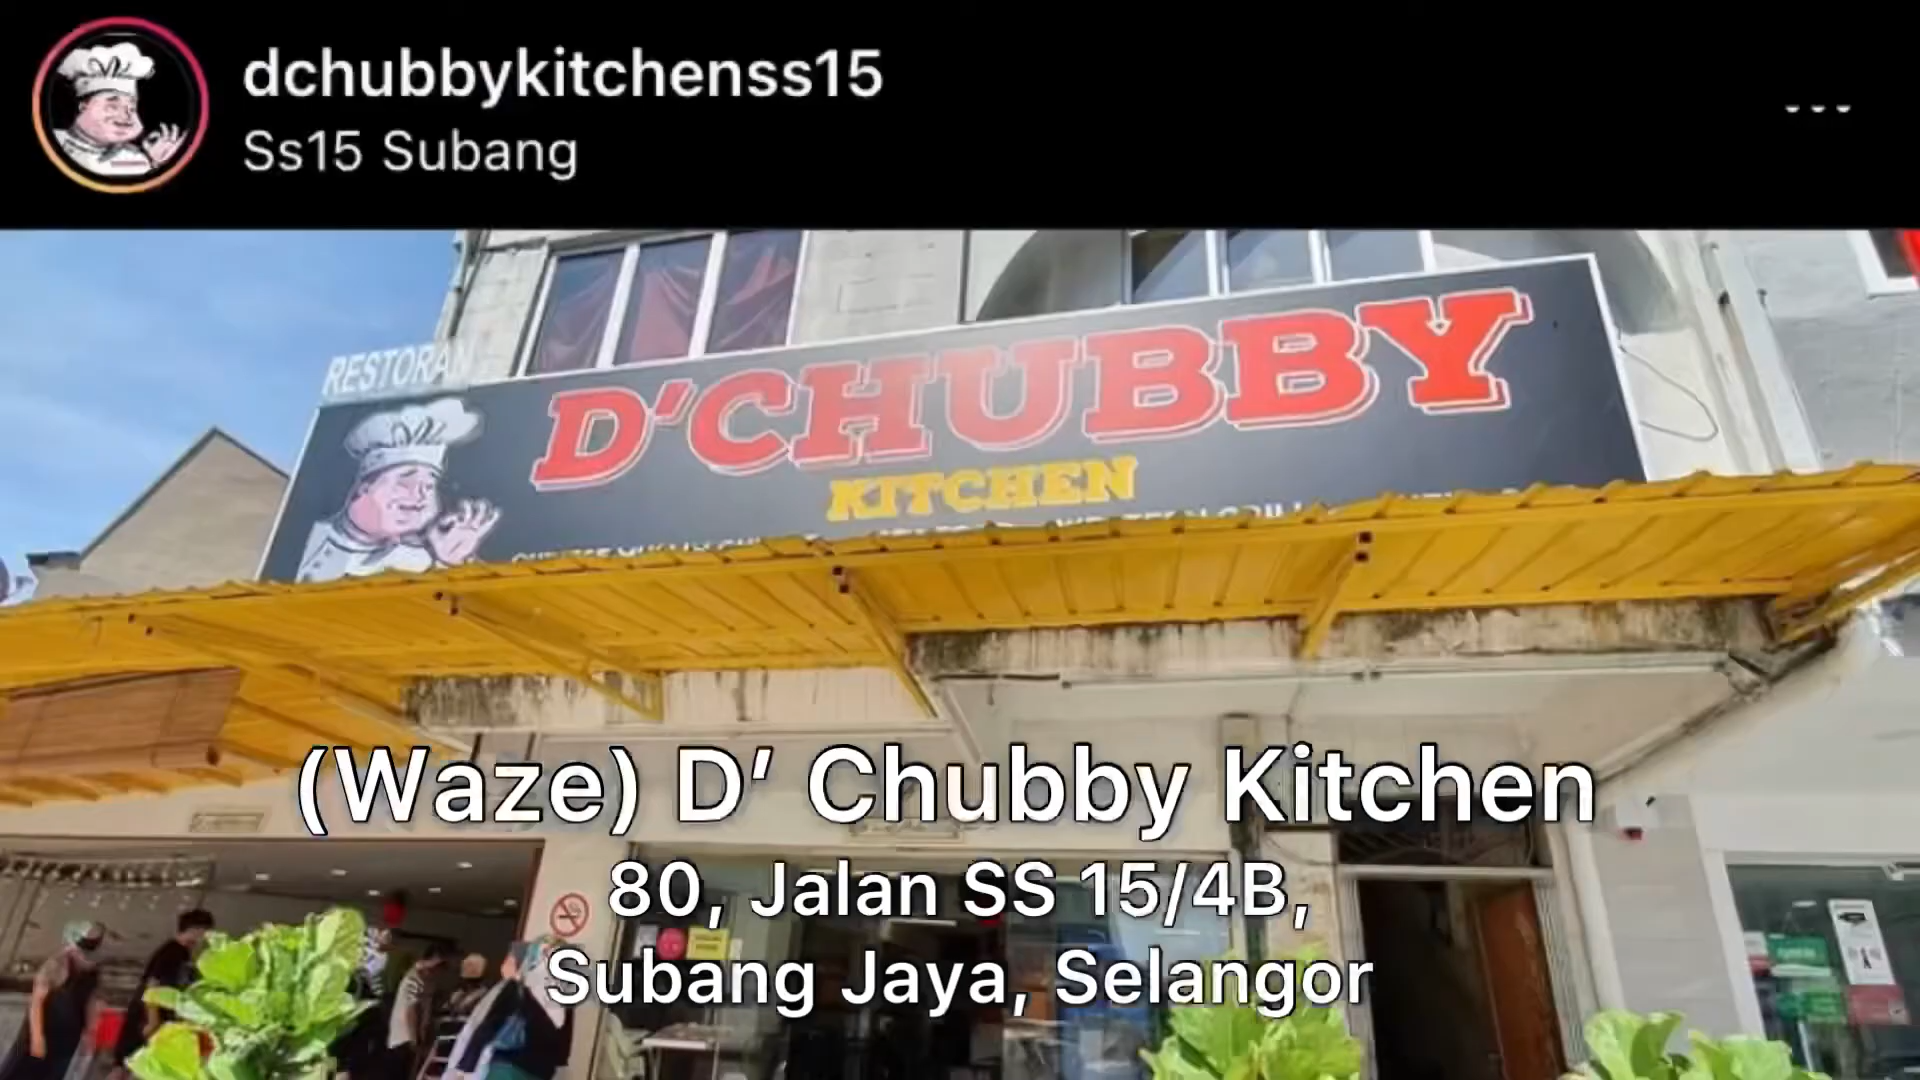 dchubbykitchenss15
Ss15 Subang
RESTORAN
D'CHUBBY
KITCHEN
(Waze) D' Chubby Kitchen
80, Jalan SS 15/4B,
Subang Jaya, Selangor